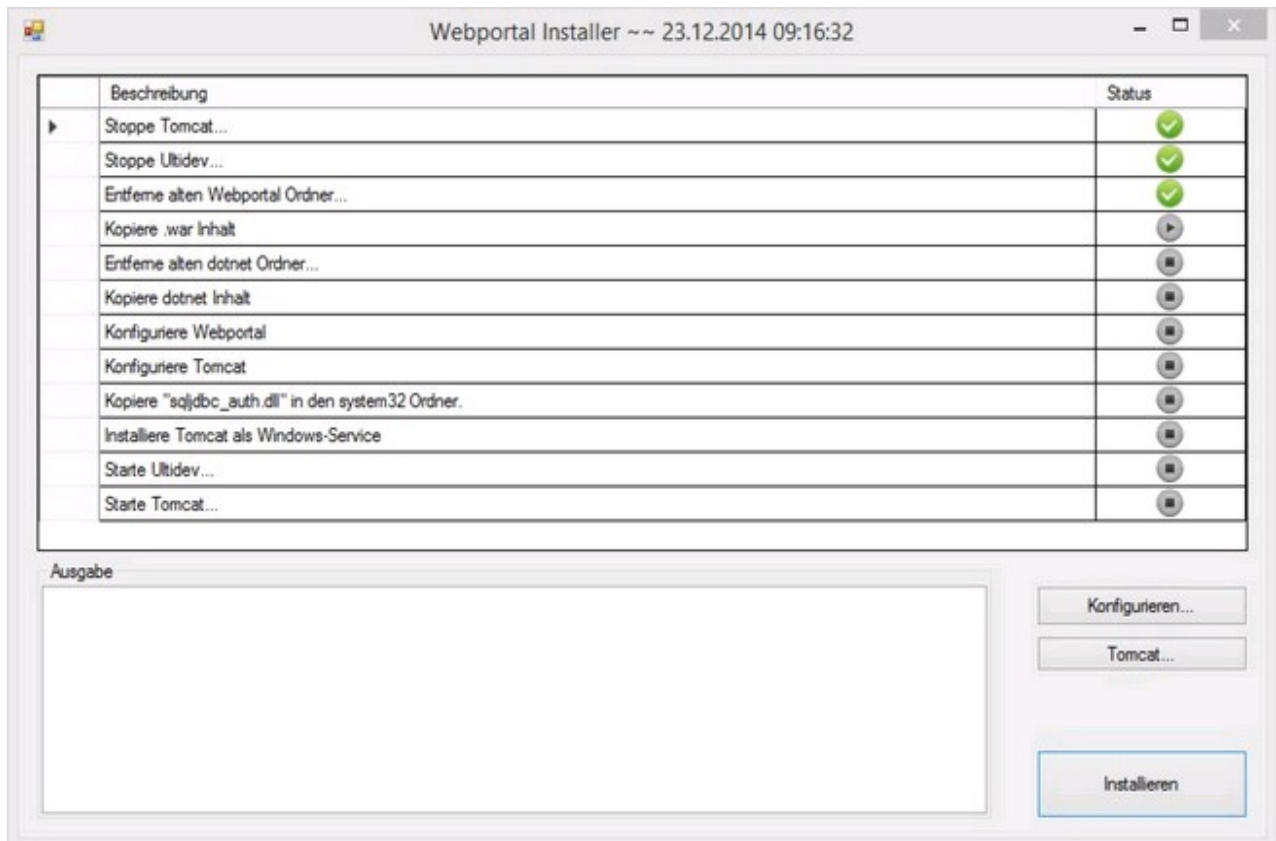 Webportal Installer ~~ 23.12.2014 09:16:32
Beschreibung Status
Stoppe Tomcat...
Stoppe Ultidev...
Entferne alten Webportal Ordner...
Kopiere .war Inhalt
Entferne alten dotnet Ordner...
Kopiere dotnet Inhalt
Konfiguriere Webportal
Konfiguriere Tomcat
Kopiere "sqljdbc_auth.dll" in den system32 Ordner.
Installiere Tomcat als Windows-Service
Starte Ultidev...
Starte Tomcat...
Ausgabe
Konfigurieren...
Tomcat...
Installieren